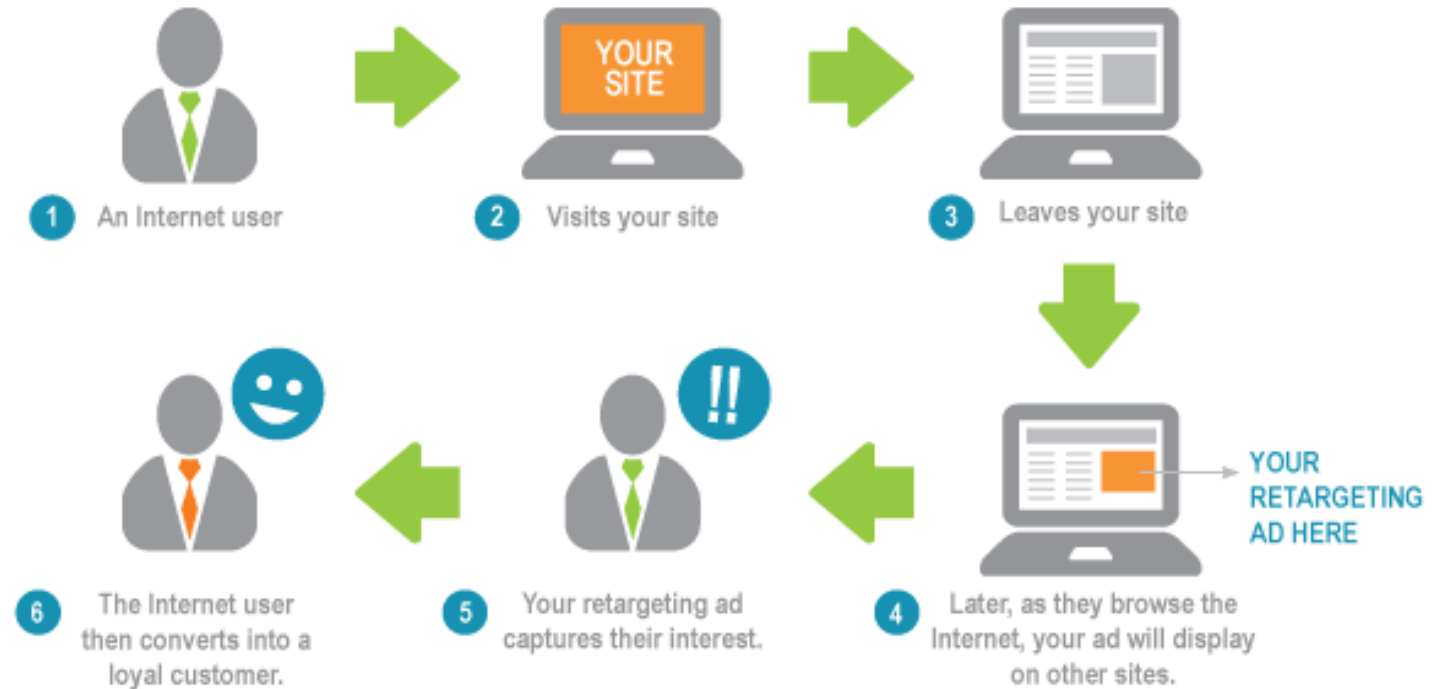 YOUR
SITE
1 An Internet user
2 Visits your site
3 Leaves your site
YOUR
RETARGETING
AD HERE
4 Later, as they browse the
Internet, your ad will display
on other sites.
!!
5 Your retargeting ad
captures their interest.
6 The Internet user
then converts into a
loyal customer.